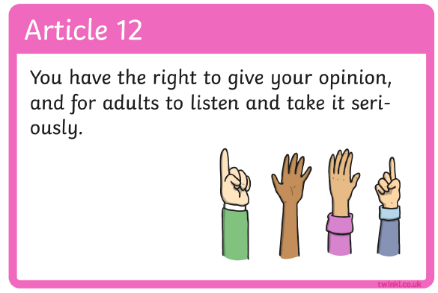 Article 12
You have the right to give your opinion,
and for adults to listen and take it seri-
ously.
twinkl.co.uk